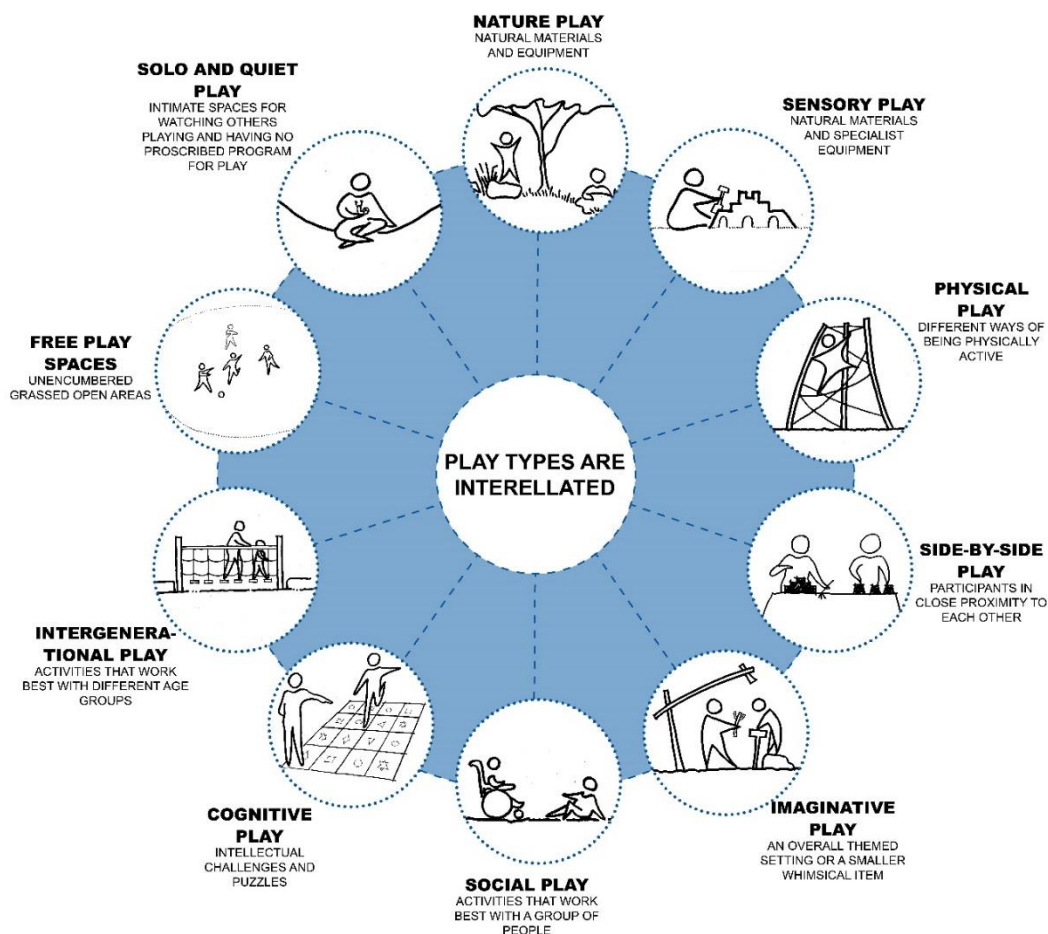 NATURE PLAY
NATURAL MATERIALS
AND EQUIPMENT
SENSORY PLAY
NATURAL MATERIALS
AND SPECIALIST
EQUIPMENT
PHYSICAL
PLAY
DIFFERENT WAYS OF
BEING PHYSICALLY
ACTIVE
SIDE-BY-SIDE
PLAY
PARTICIPANTS IN
CLOSE PROXIMITY TO
EACH OTHER
IMAGINATIVE
PLAY
AN OVERALL THEMED
SETTING OR A SMALLER
WHIMSICAL ITEM
SOCIAL PLAY
ACTIVITIES THAT WORK
BEST WITH A GROUP OF
PEOPLE
COGNITIVE
PLAY
INTELLECTUAL
CHALLENGES AND
PUZZLES
INTERGENERA-
TIONAL PLAY
ACTIVITIES THAT WORK
BEST WITH DIFFERENT AGE
GROUPS
FREE PLAY
SPACES
UNENCUMBERED
GRASSED OPEN AREAS
SOLO AND QUIET
PLAY
INTIMATE SPACES FOR
WATCHING OTHERS
PLAYING AND HAVING NO
PROSCRIBED PROGRAM
FOR PLAY
PLAY TYPES ARE
INTERELLATED